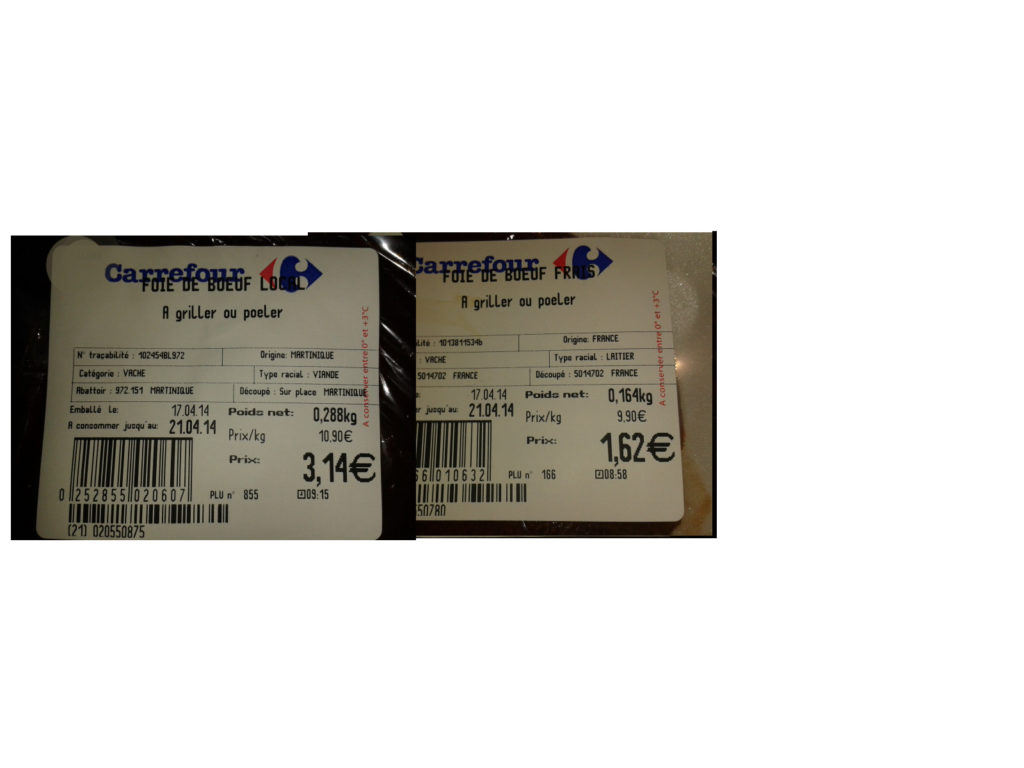 Carrefour
FOIE DE BOEUF LOCAL
A griller ou poeler
N° traçabilité : 102454BL972 Origine: MARTINIQUE
Catégorie : VACHE Type racial : VIANDE
Abattoir : 972.151 MARTINIQUE Découpé : Sur place MARTINIQUE
Emballé le: 17.04.14 Poids net: 0,288kg
A consommer jusqu'au: 21.04.14 Prix/kg 10,90€
Prix: 3,14€
0 252855 020607 PLU n° 855 09:15
(21) 020550875
A conserver entre 0° et +3°C
Carrefour
FOIE DE BOEUF FRAIS
A griller ou poeler
lité : 1013811534b Origine: FRANCE
: VACHE Type racial : LAITIER
5014702 FRANCE Découpé : 5014702 FRANCE
e: 17.04.14 Poids net: 0,164kg
er jusqu'au: 21.04.14 Prix/kg 9,90€
Prix: 1,62€
66 010632 PLU n° 166 08:58
50780
A conserver entre 0° et +3°C